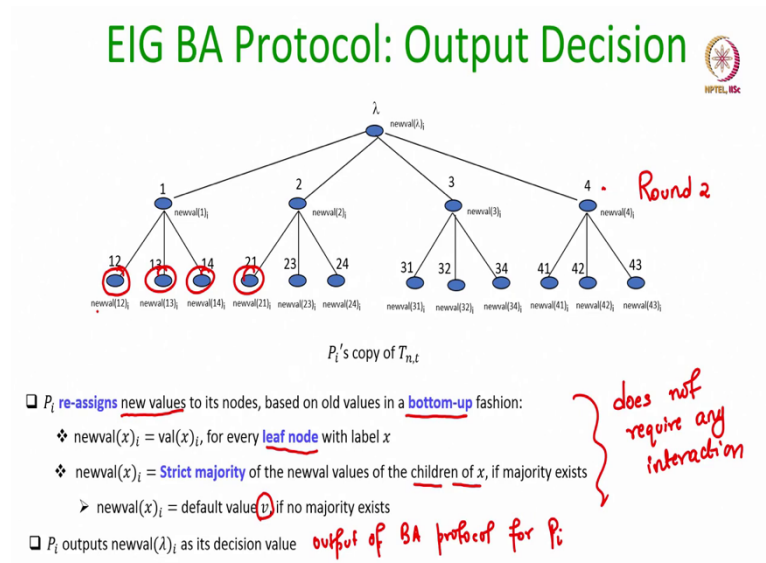 EIG BA Protocol: Output Decision
NPTEL, IISc
λ
newval(λ)ᵢ
1 2 3 4
Round 2
newval(1)ᵢ newval(2)ᵢ newval(3)ᵢ newval(4)ᵢ
12 13 14 21 23 24 31 32 34 41 42 43
newval(12)ᵢ newval(13)ᵢ newval(14)ᵢ newval(21)ᵢ newval(23)ᵢ newval(24)ᵢ newval(31)ᵢ newval(32)ᵢ newval(34)ᵢ newval(41)ᵢ newval(42)ᵢ newval(43)ᵢ
Pᵢ's copy of Tₙ,ₜ
❑ Pᵢ re-assigns new values to its nodes, based on old values in a bottom-up fashion:
❖ newval(x)ᵢ = val(x)ᵢ, for every leaf node with label x
❖ newval(x)ᵢ = Strict majority of the newval values of the children of x, if majority exists
➢ newval(x)ᵢ = default value v, if no majority exists
does not
require any
interaction
❑ Pᵢ outputs newval(λ)ᵢ as its decision value
output of BA protocol for Pᵢ